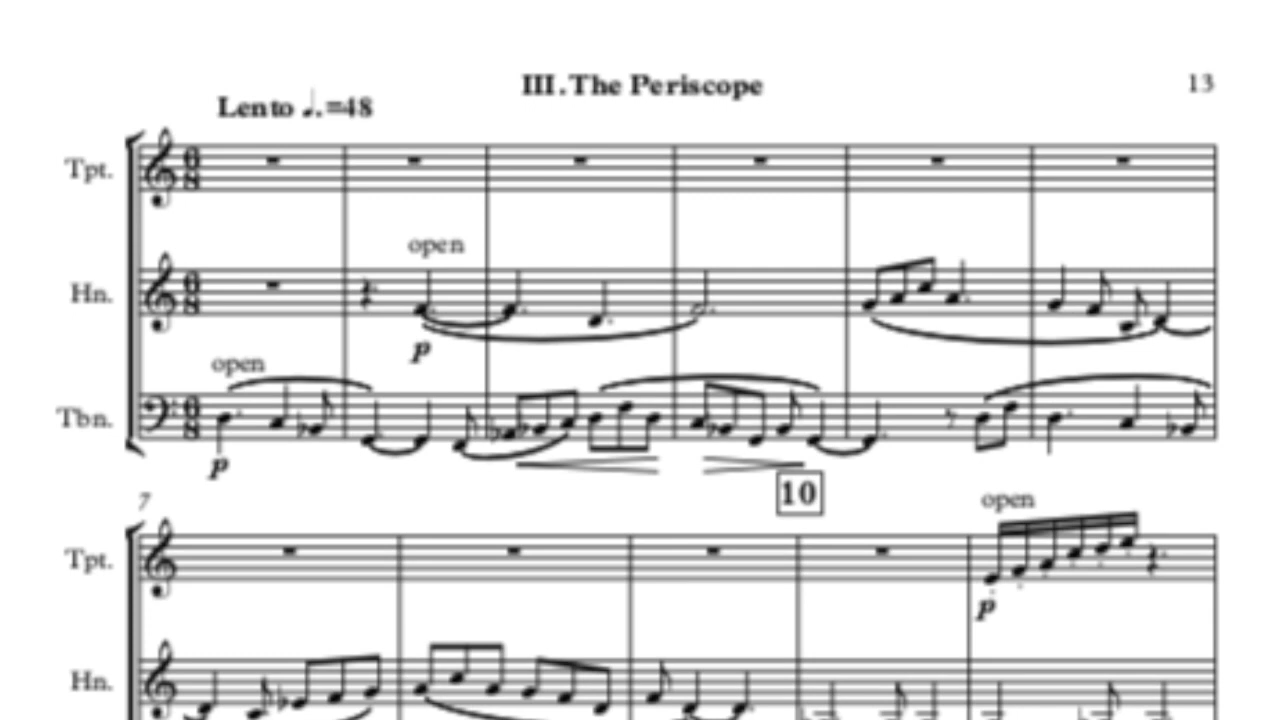 III. The Periscope
13
Lento ♩.=48
Tpt.
open
Hn.
p
open
Tbn.
p
10
7
open
Tpt.
p
Hn.